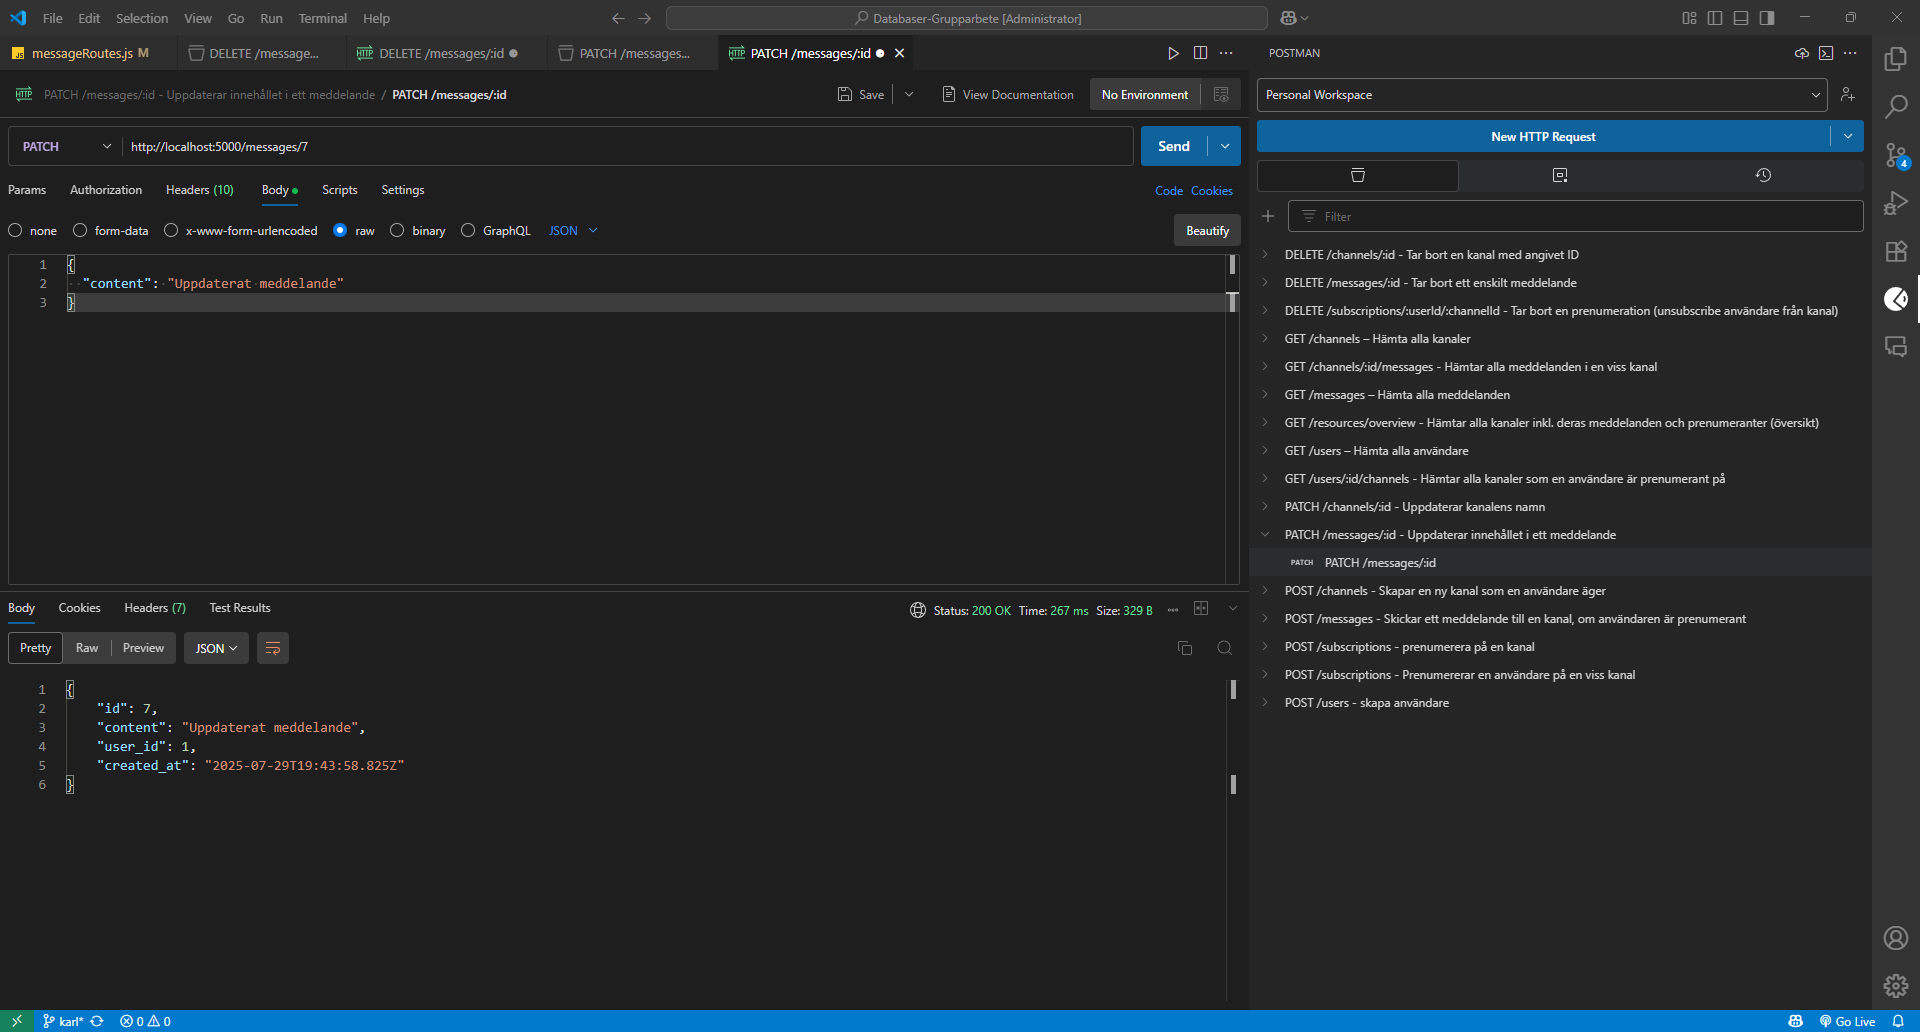 File Edit Selection View Go Run Terminal Help
Databaser-Grupparbete [Administrator]
messageRoutes.js M
DELETE /message...
DELETE /messages/:id
PATCH /messages...
PATCH /messages/:id
POSTMAN
PATCH /messages/:id - Uppdaterar innehållet i ett meddelande / PATCH /messages/:id
Save
View Documentation
No Environment
Personal Workspace
PATCH
http://localhost:5000/messages/7
Send
New HTTP Request
Params Authorization Headers (10) Body Scripts Settings
Code Cookies
none form-data x-www-form-urlencoded raw binary GraphQL JSON
Beautify
Filter
1 {
2 "content": "Uppdaterat meddelande"
3 }
DELETE /channels/:id - Tar bort en kanal med angivet ID
DELETE /messages/:id - Tar bort ett enskilt meddelande
DELETE /subscriptions/:userId/:channelId - Tar bort en prenumeration (unsubscribe användare från kanal)
GET /channels – Hämta alla kanaler
GET /channels/:id/messages - Hämtar alla meddelanden i en viss kanal
GET /messages – Hämta alla meddelanden
GET /resources/overview - Hämtar alla kanaler inkl. deras meddelanden och prenumeranter (översikt)
GET /users – Hämta alla användare
GET /users/:id/channels - Hämtar alla kanaler som en användare är prenumerant på
PATCH /channels/:id - Uppdaterar kanalens namn
PATCH /messages/:id - Uppdaterar innehållet i ett meddelande
PATCH PATCH /messages/:id
POST /channels - Skapar en ny kanal som en användare äger
POST /messages - Skickar ett meddelande till en kanal, om användaren är prenumerant
POST /subscriptions - prenumerera på en kanal
POST /subscriptions - Prenumererar en användare på en viss kanal
POST /users - skapa användare
4
Body Cookies Headers (7) Test Results
Status: 200 OK Time: 267 ms Size: 329 B
Pretty Raw Preview JSON
1 {
2 "id": 7,
3 "content": "Uppdaterat meddelande",
4 "user_id": 1,
5 "created_at": "2025-07-29T19:43:58.825Z"
6 }
karl* 0 0
Go Live